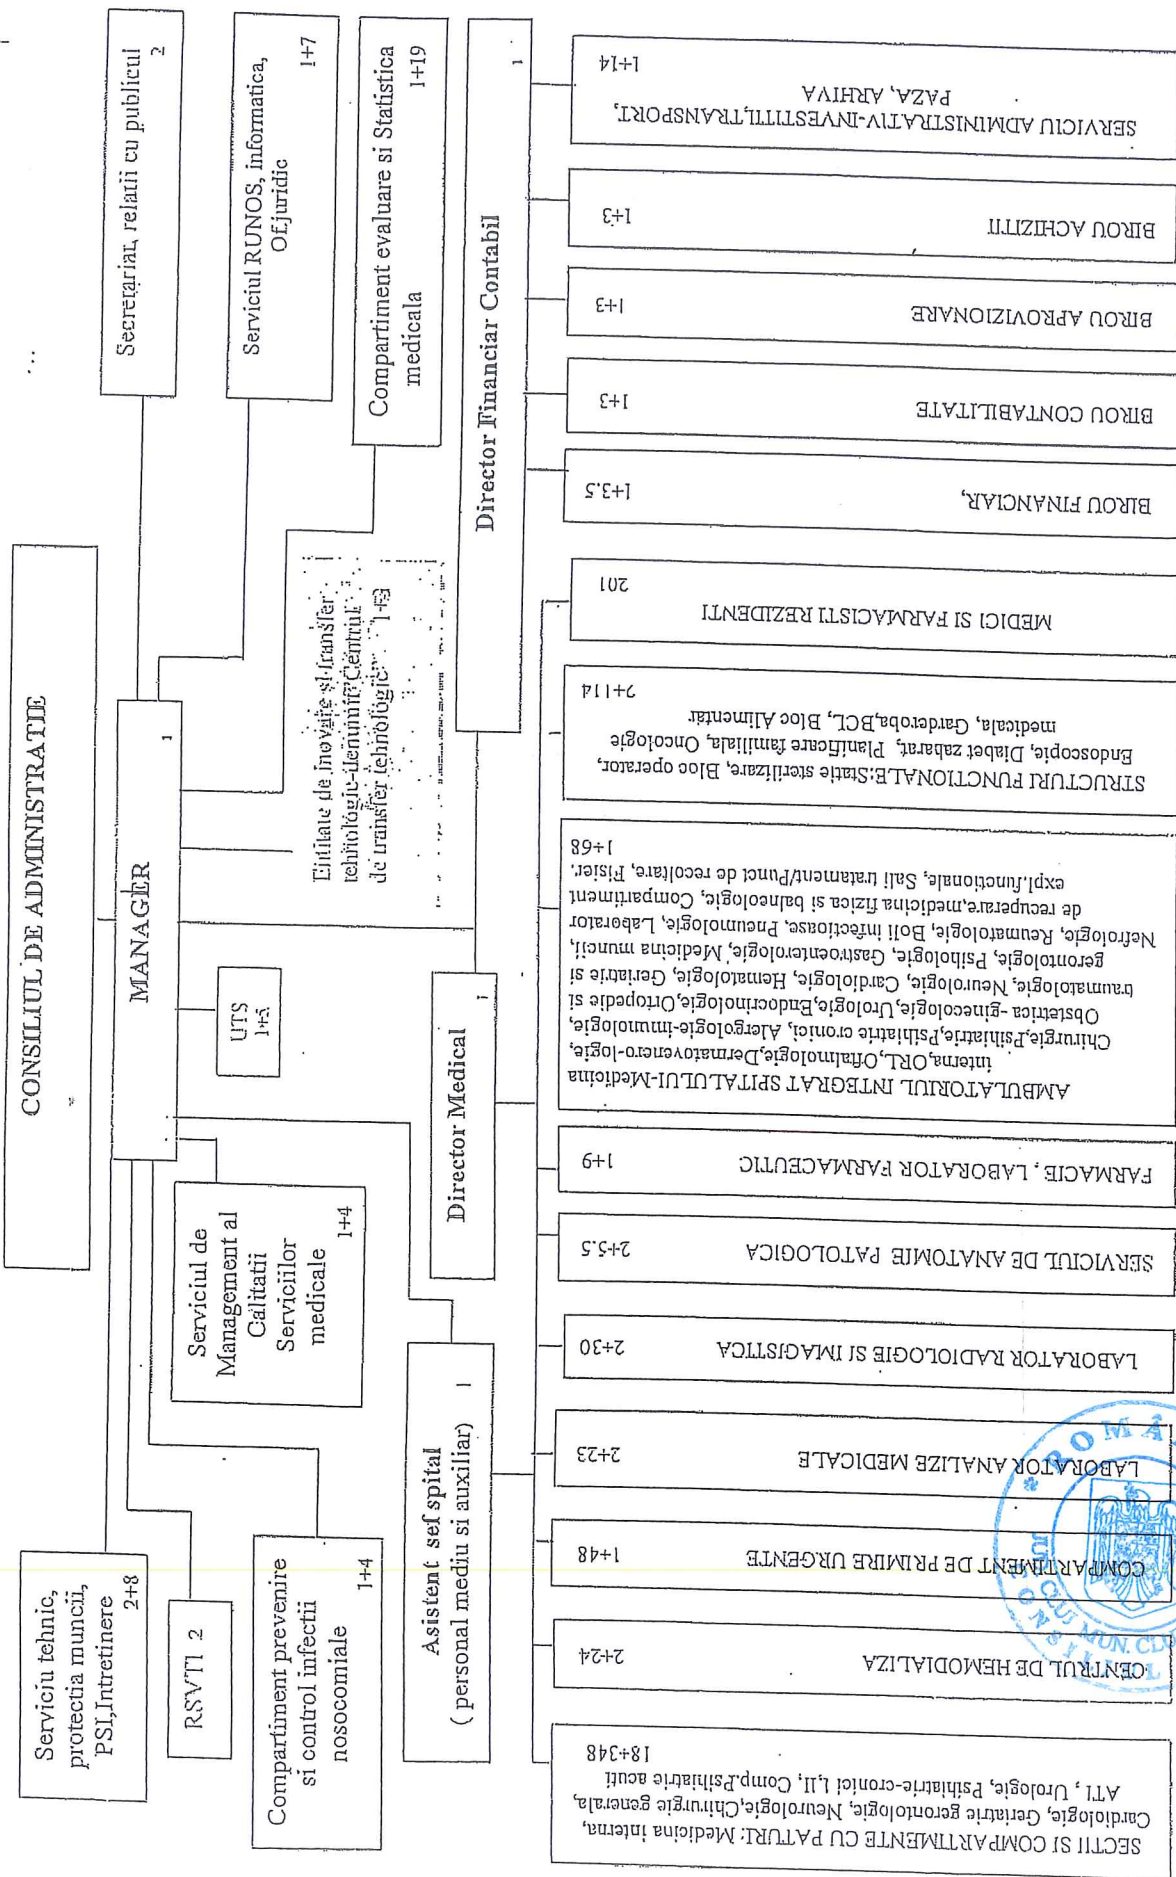 CONSILIUL DE ADMINISTRATIE
MANAGER
1
Secretariat, relatii cu publicul
2
Serviciul RUNOS, informatica,
Of.juridic
1+7
Compartiment evaluare si Statistica
medicala
1+19
Entitate de inovare si transfer
tehnologic-denumit Centrul
de transfer tehnologic
UTS
Serviciul de
Management al
Calitatii
Serviciilor
medicale
1+4
Serviciu tehnic,
protectia muncii,
PSI,Intretinere
2+8
RSVTI 2
Compartiment prevenire
si control infectii
nosocomiale
1+4
Asistent sef spital
( personal mediu si auxiliar)
1
Director Medical
1
Director Financiar Contabil
1
SECTII SI COMPARTIMENTE CU PATURI: Medicina interna,
Cardiologie, Geriatrie gerontologie, Neurologie,Chirurgie generala,
ATI , Urologie, Psihiatrie-cronici I,II, Comp.Psihiatrie acuti
18+348
CENTRUL DE HEMODIALIZA
2+24
COMPARTIMENT DE PRIMIRE URGENTE
1+48
LABORATOR ANALIZE MEDICALE
2+23
LABORATOR RADIOLOGIE SI IMAGISTICA
2+30
SERVICIUL DE ANATOMIE PATOLOGICA
2+5.5
FARMACIE , LABORATOR FARMACEUTIC
1+9
AMBULATORIUL INTEGRAT SPITALULUI-Medicina
interna,ORL,Oftalmologie,Dermatovenero-logie,
Chirurgie,Psihiatrie,Psihiatrie cronici, Alergologie-imunologie,
Obstetrica -ginecologie,Urologie,Endocrinologie,Ortopedie si
traumatologie, Neurologie, Cardiologie, Hematologie, Geriatrie si
gerontologie, Psihologie, Gastroenterologie, Medicina muncii,
Nefrologie, Reumatologie, Boli infectioase, Pneumologie, Laborator
de recuperare,medicina fizica si balneologie, Compartiment
expl.functionale, Sali tratament/Punct de recoltare, Fisier.
1+68
STRUCTURI FUNCTIONALE:Statie sterilizare, Bloc operator,
Endoscopie, Diabet zaharat, Planificare familiala, Oncologie
medicala, Garderoba,BCL, Bloc Alimentar
2+114
MEDICI SI FARMACISTI REZIDENTI
201
BIROU FINANCIAR,
1+3.5
BIROU CONTABILITATE
1+3
BIROU APROVIZIONARE
1+3
BIROU ACHIZITII
1+3
SERVICIU ADMINISTRATIV-INVESTITII,TRANSPORT,
PAZA, ARHIVA
1+14